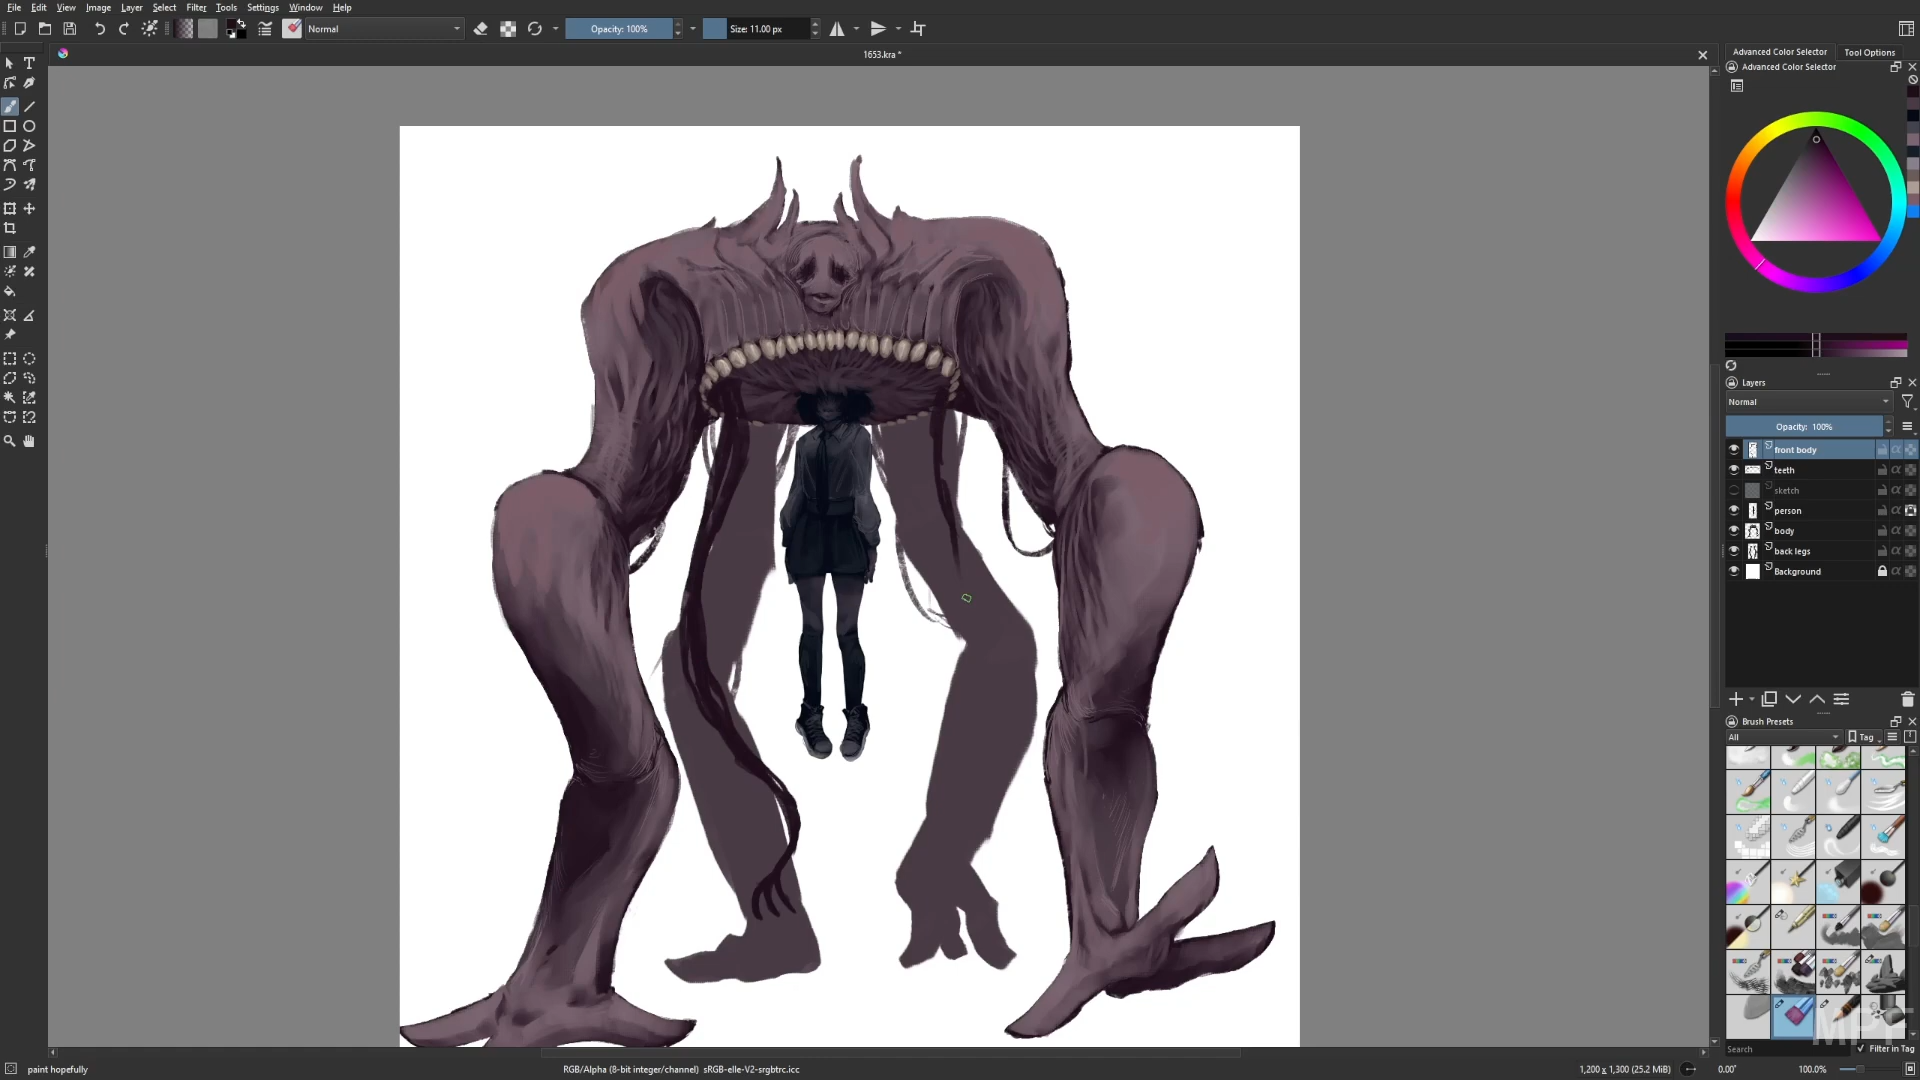 File Edit View Image Layer Select Filter Tools Settings Window Help
Normal
Opacity: 100%
Size: 11.00 px
1653.kra *
Advanced Color Selector
Tool Options
Advanced Color Selector
Layers
Normal
Opacity: 100%
front body
teeth
sketch
person
body
back legs
Background
Brush Presets
All
Tag
MPF
Search
Filter in Tag
paint hopefully
RGB/Alpha (8-bit integer/channel) sRGB-elle-V2-srgbtrc.icc
1,200 x 1,300 (25.2 MiB)
0.00°
100.0%